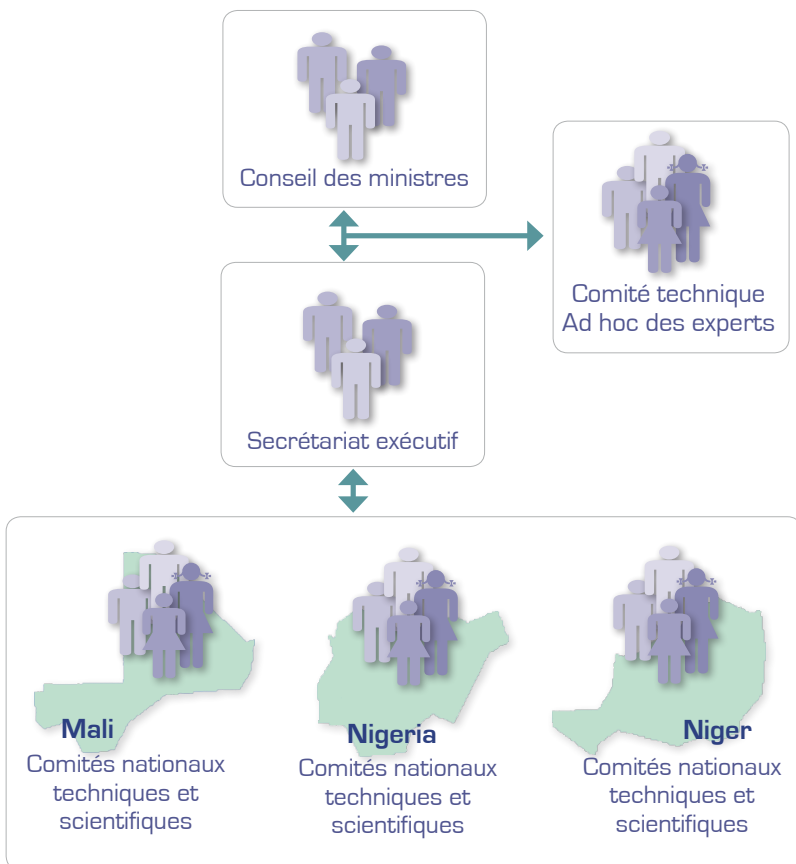 Conseil des ministres
Comité technique
Ad hoc des experts
Secrétariat exécutif
Mali
Comités nationaux
techniques et
scientifiques
Nigeria
Comités nationaux
techniques et
scientifiques
Niger
Comités nationaux
techniques et
scientifiques